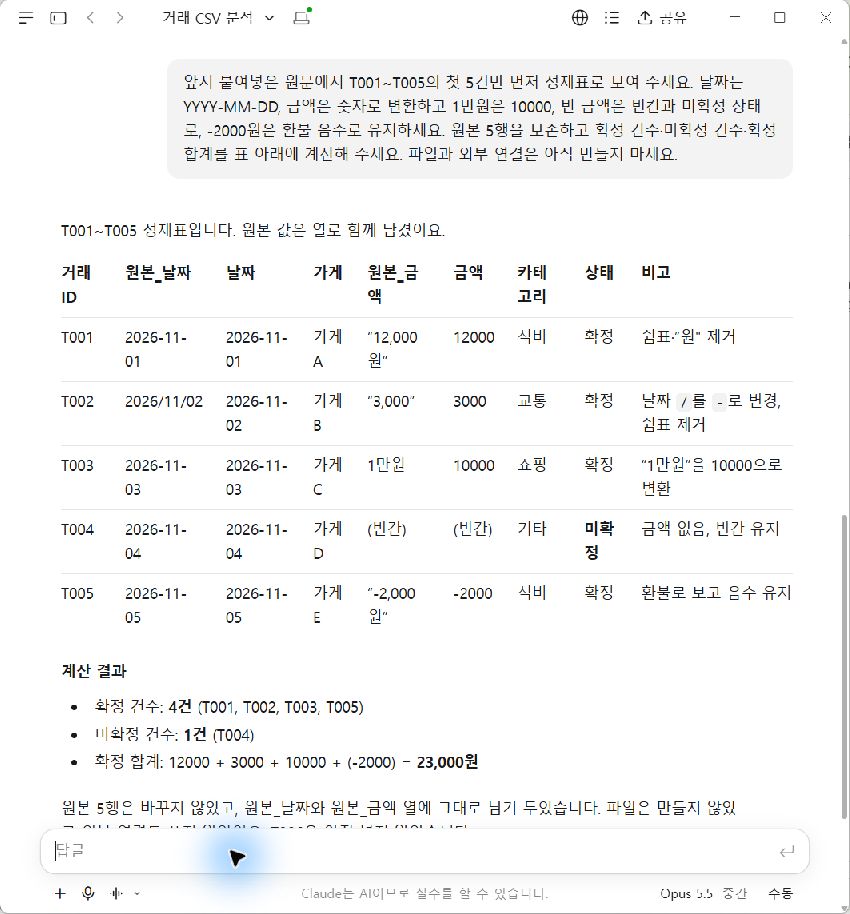 거래 CSV 분석
공유
앞서 붙여넣은 원문에서 T001~T005의 첫 5건만 먼저 정제표로 보여 주세요. 날짜는
YYYY-MM-DD, 금액은 숫자로 변환하고 1만원은 10000, 빈 금액은 빈칸과 미확정 상태
로, -2000원은 환불 음수로 유지하세요. 원본 5행을 보존하고 확정 건수·미확정 건수·확정
합계를 표 아래에 계산해 주세요. 파일과 외부 연결은 아직 만들지 마세요.
T001~T005 정제표입니다. 원본 값은 열로 함께 남겼어요.
거래 ID 원본_날짜 날짜 가게 원본_금액 금액 카테고리 상태 비고
T001 2026-11-01 2026-11-01 가게 A "12,000원" 12000 식비 확정 쉼표·"원" 제거
T002 2026/11/02 2026-11-02 가게 B "3,000" 3000 교통 확정 날짜 / 를 - 로 변경, 쉼표 제거
T003 2026-11-03 2026-11-03 가게 C 1만원 10000 쇼핑 확정 "1만원"을 10000으로 변환
T004 2026-11-04 2026-11-04 가게 D (빈칸) (빈칸) 기타 미확정 금액 없음, 빈칸 유지
T005 2026-11-05 2026-11-05 가게 E "-2,000원" -2000 식비 확정 환불로 보고 음수 유지
계산 결과
확정 건수: 4건 (T001, T002, T003, T005)
미확정 건수: 1건 (T004)
확정 합계: 12000 + 3000 + 10000 + (-2000) = 23,000원
원본 5행은 바꾸지 않았고, 원본_날짜와 원본_금액 열에 그대로 남겨 두었습니다. 파일은 만들지 않았
답글
Claude는 AI이므로 실수를 할 수 있습니다.
Opus 5.5 중간 수동